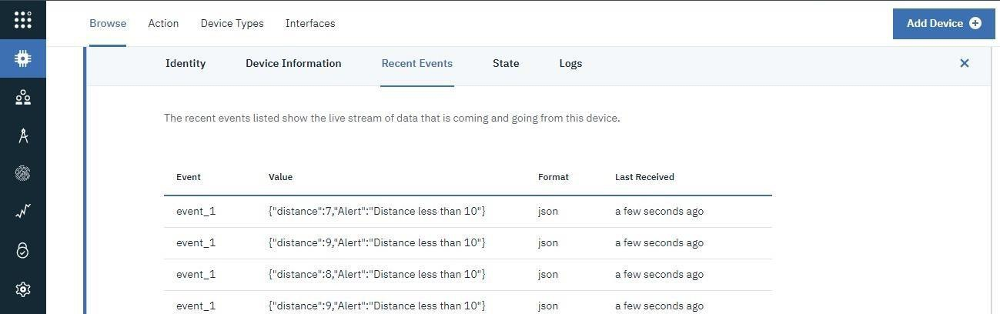 Browse Action Device Types Interfaces Add Device
Identity Device Information Recent Events State Logs
The recent events listed show the live stream of data that is coming and going from this device.
Event Value Format Last Received
event_1 {"distance":7,"Alert":"Distance less than 10"} json a few seconds ago
event_1 {"distance":9,"Alert":"Distance less than 10"} json a few seconds ago
event_1 {"distance":8,"Alert":"Distance less than 10"} json a few seconds ago
event_1 {"distance":9,"Alert":"Distance less than 10"} json a few seconds ago